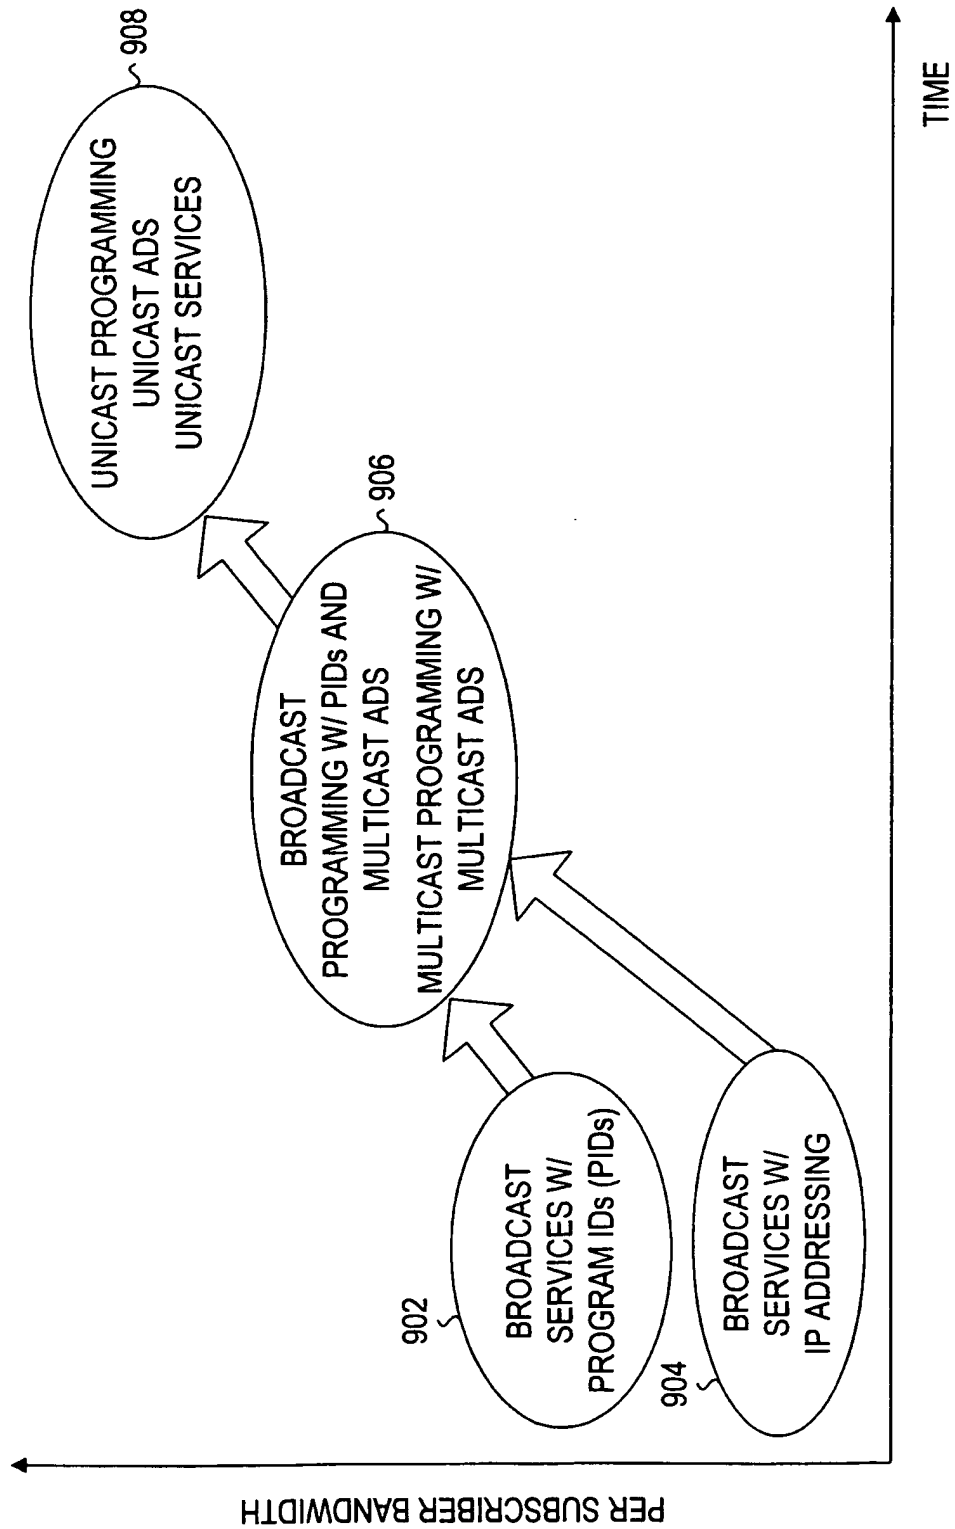 PER SUBSCRIBER BANDWIDTH
902
BROADCAST
SERVICES W/
PROGRAM IDs (PIDs)
904
BROADCAST
SERVICES W/
IP ADDRESSING
906
BROADCAST
PROGRAMMING W/ PIDs AND
MULTICAST ADS
MULTICAST PROGRAMMING W/
MULTICAST ADS
908
UNICAST PROGRAMMING
UNICAST ADS
UNICAST SERVICES
TIME